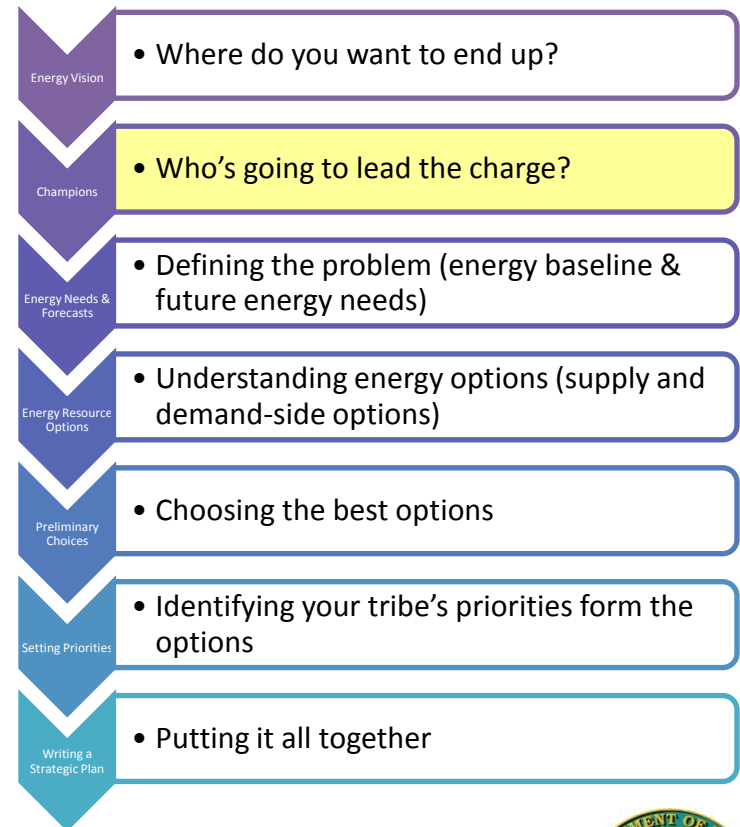 Energy Vision
• Where do you want to end up?
Champions
• Who's going to lead the charge?
Energy Needs &
Forecasts
• Defining the problem (energy baseline &
future energy needs)
Energy Resource
Options
• Understanding energy options (supply and
demand-side options)
Preliminary
Choices
• Choosing the best options
Setting Priorities
• Identifying your tribe's priorities form the
options
Writing a
Strategic Plan
• Putting it all together
MENT OF